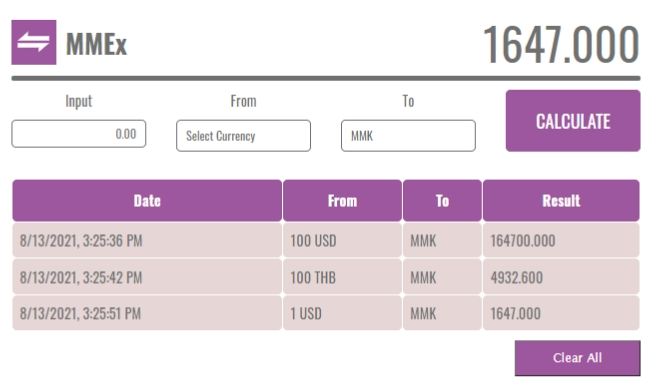 MMEx 1647.000
Input From To
0.00 Select Currency MMK CALCULATE
Date From To Result
8/13/2021, 3:25:36 PM 100 USD MMK 164700.000
8/13/2021, 3:25:42 PM 100 THB MMK 4932.600
8/13/2021, 3:25:51 PM 1 USD MMK 1647.000
Clear All